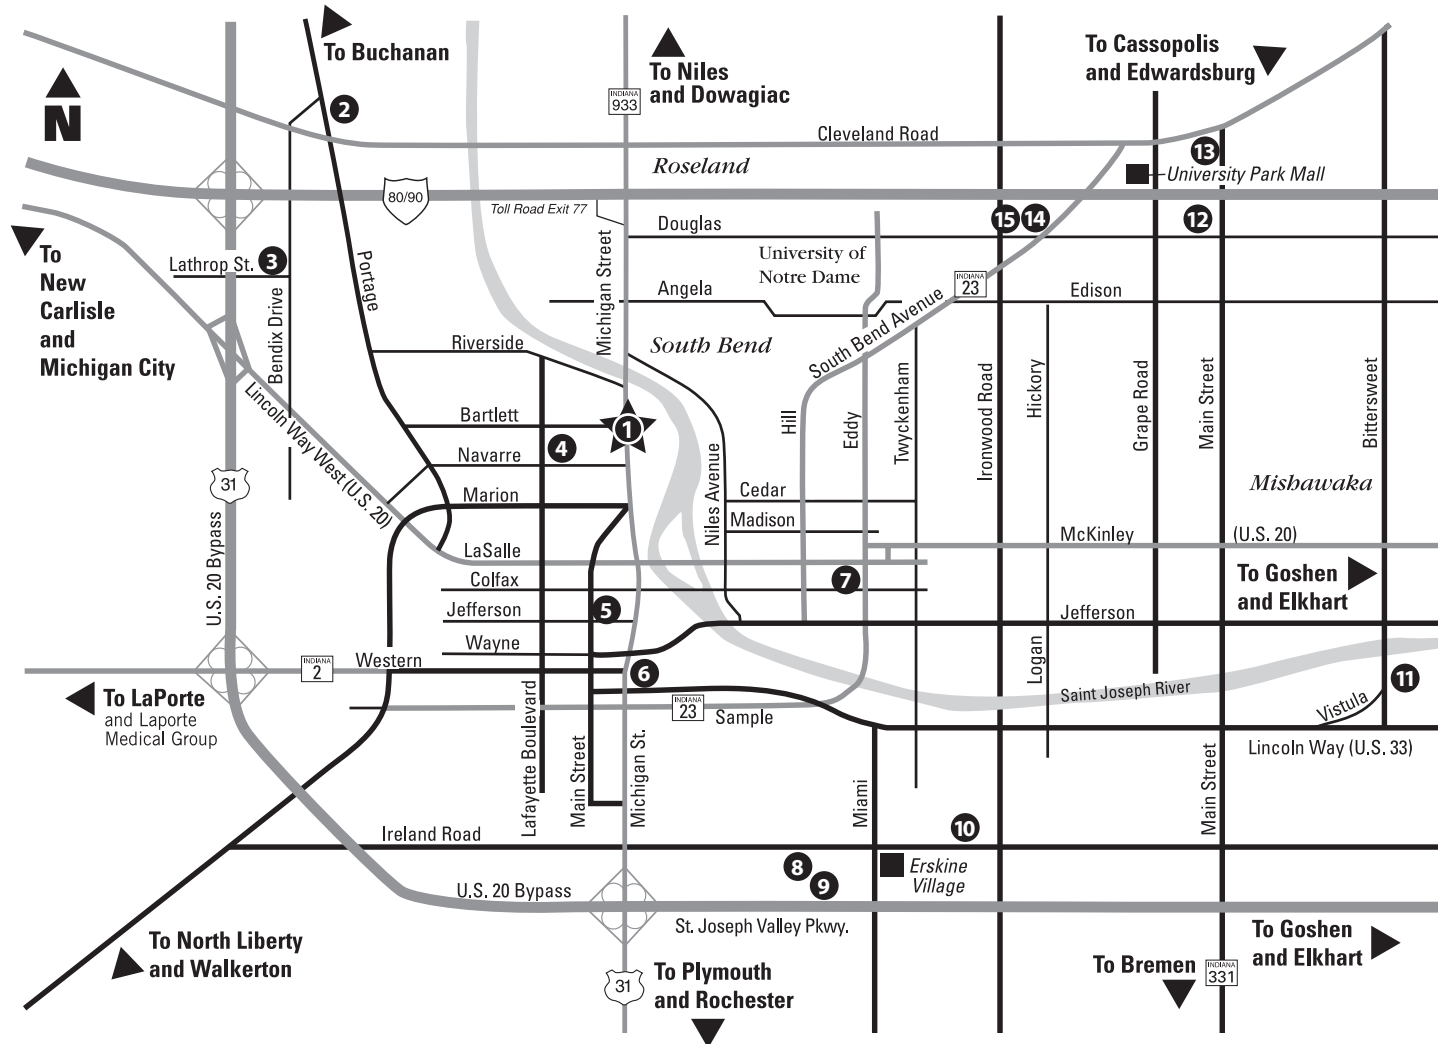 To Buchanan
To Niles
and Dowagiac
To Cassopolis
and Edwardsburg
N
2
INDIANA
933
Cleveland Road
13
Roseland
University Park Mall
80/90
Toll Road Exit 77
15
14
12
Douglas
To
New
Carlisle
and
Michigan City
Lathrop St.
3
Portage
Michigan Street
University of
Notre Dame
INDIANA
23
Angela
Edison
Bendix Drive
Riverside
South Bend
South Bend Avenue
Lincoln Way West (U.S. 20)
Bartlett
1
4
Navarre
Marion
Niles Avenue
Hill
Eddy
Twyckenham
Ironwood Road
Hickory
Grape Road
Main Street
Bittersweet
Cedar
Madison
Mishawaka
31
U.S. 20 Bypass
McKinley
(U.S. 20)
LaSalle
Colfax
7
To Goshen
and Elkhart
Jefferson
5
Jefferson
Wayne
Western
INDIANA
2
6
Logan
Saint Joseph River
11
Vistula
To LaPorte
and Laporte
Medical Group
INDIANA
23
Sample
Lincoln Way (U.S. 33)
Lafayette Boulevard
Main Street
Michigan St.
Miami
Main Street
Ireland Road
10
8
9
Erskine
Village
U.S. 20 Bypass
St. Joseph Valley Pkwy.
To North Liberty
and Walkerton
31
To Plymouth
and Rochester
To Bremen
INDIANA
331
To Goshen
and Elkhart